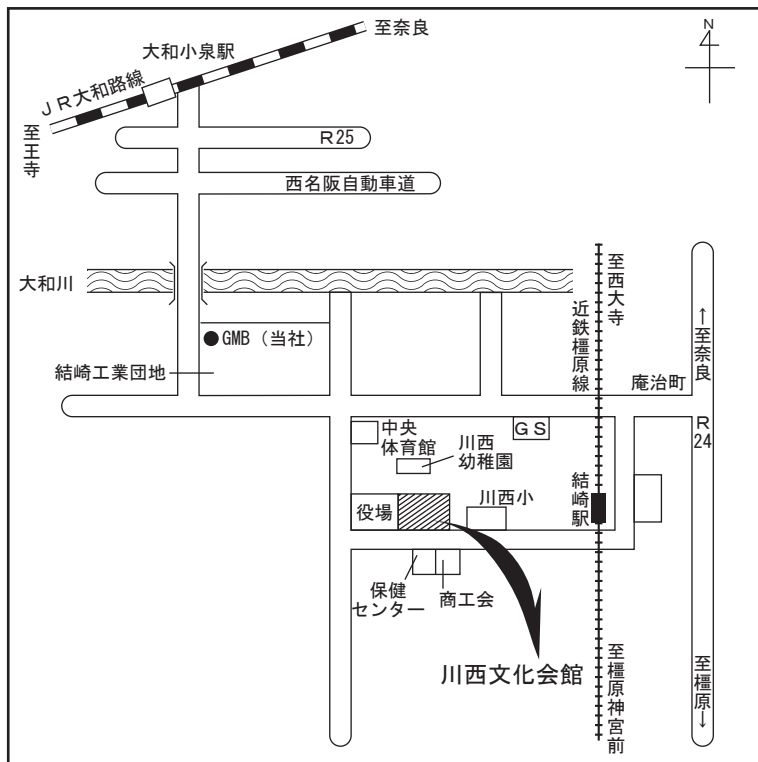 至奈良
N
大和小泉駅
JR大和路線
至王寺
R25
西名阪自動車道
大和川
至西大寺
近鉄橿原線
←至奈良
●GMB（当社）
結崎工業団地
庵治町
R24
中央
体育館
GS
川西
幼稚園
結崎駅
役場
川西小
保健
センター
商工会
川西文化会館
至橿原神宮前
至橿原→